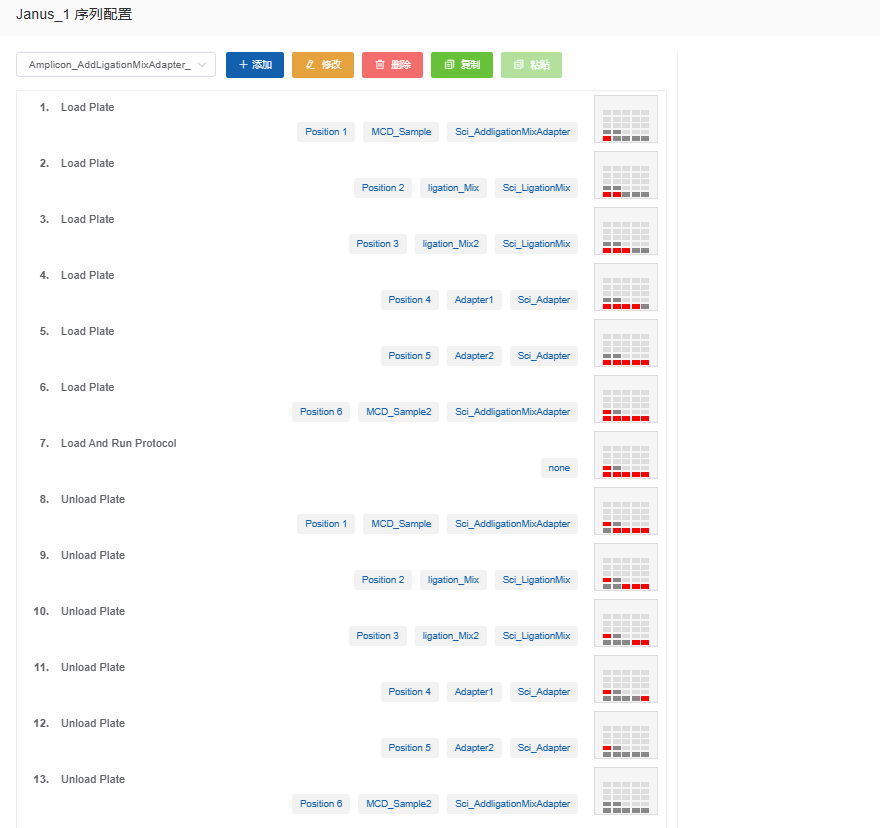 Janus_1 序列配置
Amplicon_AddLigationMixAdapter_ 添加 修改 删除 复制 粘贴
1. Load Plate
Position 1 MCD_Sample Sci_AddligationMixAdapter
2. Load Plate
Position 2 ligation_Mix Sci_LigationMix
3. Load Plate
Position 3 ligation_Mix2 Sci_LigationMix
4. Load Plate
Position 4 Adapter1 Sci_Adapter
5. Load Plate
Position 5 Adapter2 Sci_Adapter
6. Load Plate
Position 6 MCD_Sample2 Sci_AddligationMixAdapter
7. Load And Run Protocol
none
8. Unload Plate
Position 1 MCD_Sample Sci_AddligationMixAdapter
9. Unload Plate
Position 2 ligation_Mix Sci_LigationMix
10. Unload Plate
Position 3 ligation_Mix2 Sci_LigationMix
11. Unload Plate
Position 4 Adapter1 Sci_Adapter
12. Unload Plate
Position 5 Adapter2 Sci_Adapter
13. Unload Plate
Position 6 MCD_Sample2 Sci_AddligationMixAdapter